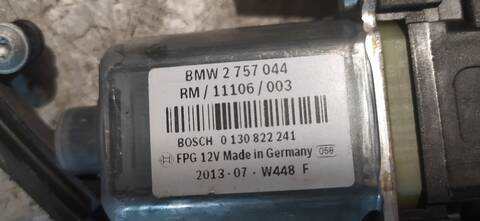 BMW 2 757 044
RM/11106/003
BOSCH 0 130 822 241
FPG 12V Made in Germany 056
2013-07- W448 F